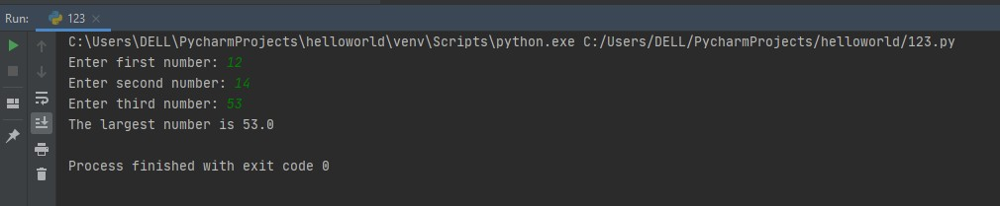 Run: 123
C:\Users\DELL\PycharmProjects\helloworld\venv\Scripts\python.exe C:/Users/DELL/PycharmProjects/helloworld/123.py
Enter first number: 12
Enter second number: 14
Enter third number: 53
The largest number is 53.0
Process finished with exit code 0